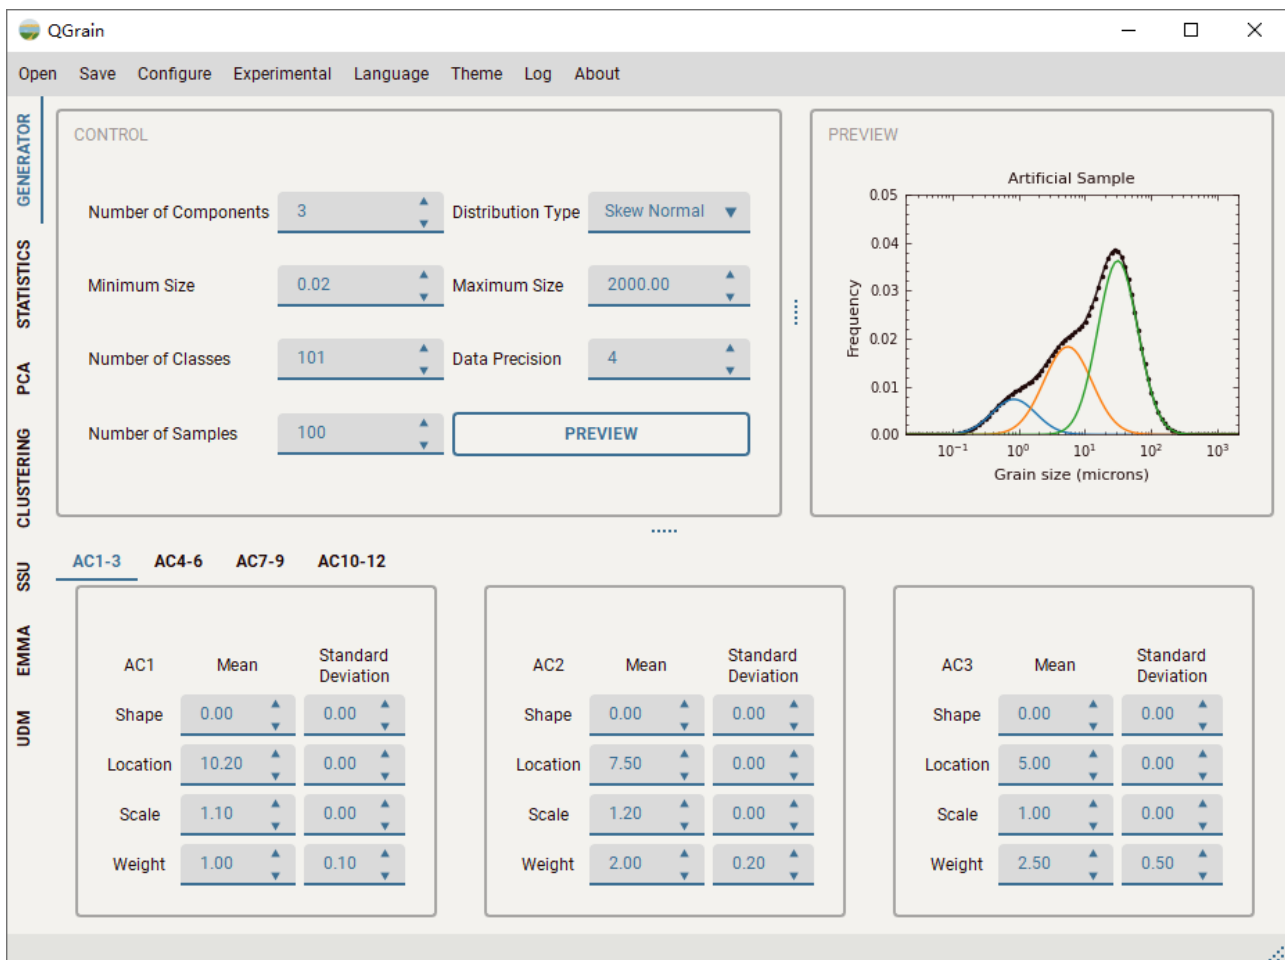 QGrain
Open Save Configure Experimental Language Theme Log About
GENERATOR
STATISTICS
PCA
CLUSTERING
SSU
EMMA
UDM
CONTROL
Number of Components 3 Distribution Type Skew Normal
Minimum Size 0.02 Maximum Size 2000.00
Number of Classes 101 Data Precision 4
Number of Samples 100 PREVIEW
PREVIEW
Artificial Sample
0.05
0.04
0.03
0.02
0.01
0.00
Frequency
10⁻¹ 10⁰ 10¹ 10² 10³
Grain size (microns)
AC1-3 AC4-6 AC7-9 AC10-12
AC1 Mean Standard Deviation
Shape 0.00 0.00
Location 10.20 0.00
Scale 1.10 0.00
Weight 1.00 0.10
AC2 Mean Standard Deviation
Shape 0.00 0.00
Location 7.50 0.00
Scale 1.20 0.00
Weight 2.00 0.20
AC3 Mean Standard Deviation
Shape 0.00 0.00
Location 5.00 0.00
Scale 1.00 0.00
Weight 2.50 0.50